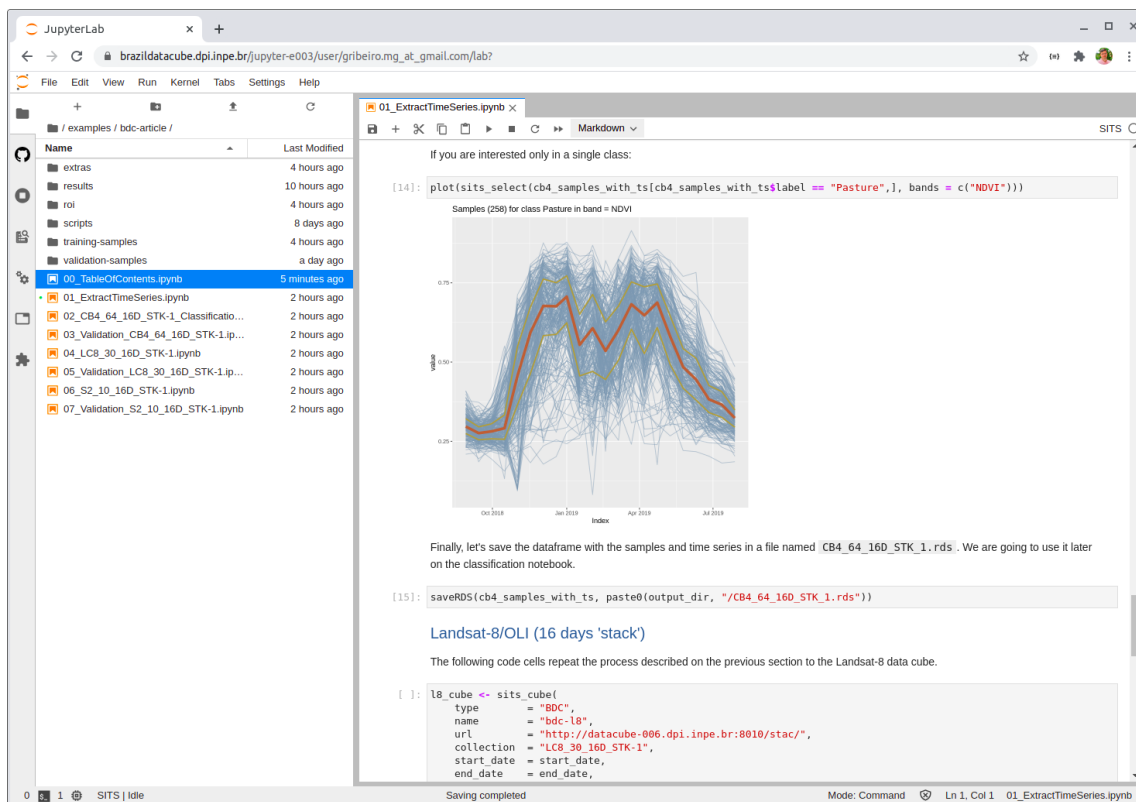 JupyterLab
brazildatacube.dpi.inpe.br/jupyter-e003/user/gribeiro.mg_at_gmail.com/lab?
File Edit View Run Kernel Tabs Settings Help
/ examples / bdc-article /
Name Last Modified
extras 4 hours ago
results 10 hours ago
roi 4 hours ago
scripts 8 days ago
training-samples 4 hours ago
validation-samples a day ago
00_TableOfContents.ipynb 5 minutes ago
01_ExtractTimeSeries.ipynb 2 hours ago
02_CB4_64_16D_STK-1_Classificatio... 2 hours ago
03_Validation_CB4_64_16D_STK-1.ip... 2 hours ago
04_LC8_30_16D_STK-1.ipynb 2 hours ago
05_Validation_LC8_30_16D_STK-1.ip... 2 hours ago
06_S2_10_16D_STK-1.ipynb 2 hours ago
07_Validation_S2_10_16D_STK-1.ipynb 2 hours ago
01_ExtractTimeSeries.ipynb
Markdown SITS
If you are interested only in a single class:
[14]: plot(sits_select(cb4_samples_with_ts[cb4_samples_with_ts$label == "Pasture",], bands = c("NDVI")))
Samples (258) for class Pasture in band = NDVI
0.75
0.50
0.25
value
Oct 2018 Jan 2019 Apr 2019 Jul 2019
Index
Finally, let's save the dataframe with the samples and time series in a file named CB4_64_16D_STK_1.rds. We are going to use it later
on the classification notebook.
[15]: saveRDS(cb4_samples_with_ts, paste0(output_dir, "/CB4_64_16D_STK_1.rds"))
Landsat-8/OLI (16 days 'stack')
The following code cells repeat the process described on the previous section to the Landsat-8 data cube.
[ ]: l8_cube <- sits_cube(
type = "BDC",
name = "bdc-l8",
url = "http://datacube-006.dpi.inpe.br:8010/stac/",
collection = "LC8_30_16D_STK-1",
start_date = start_date,
end_date = end_date,
0 1 SITS | Idle Saving completed Mode: Command Ln 1, Col 1 01_ExtractTimeSeries.ipynb